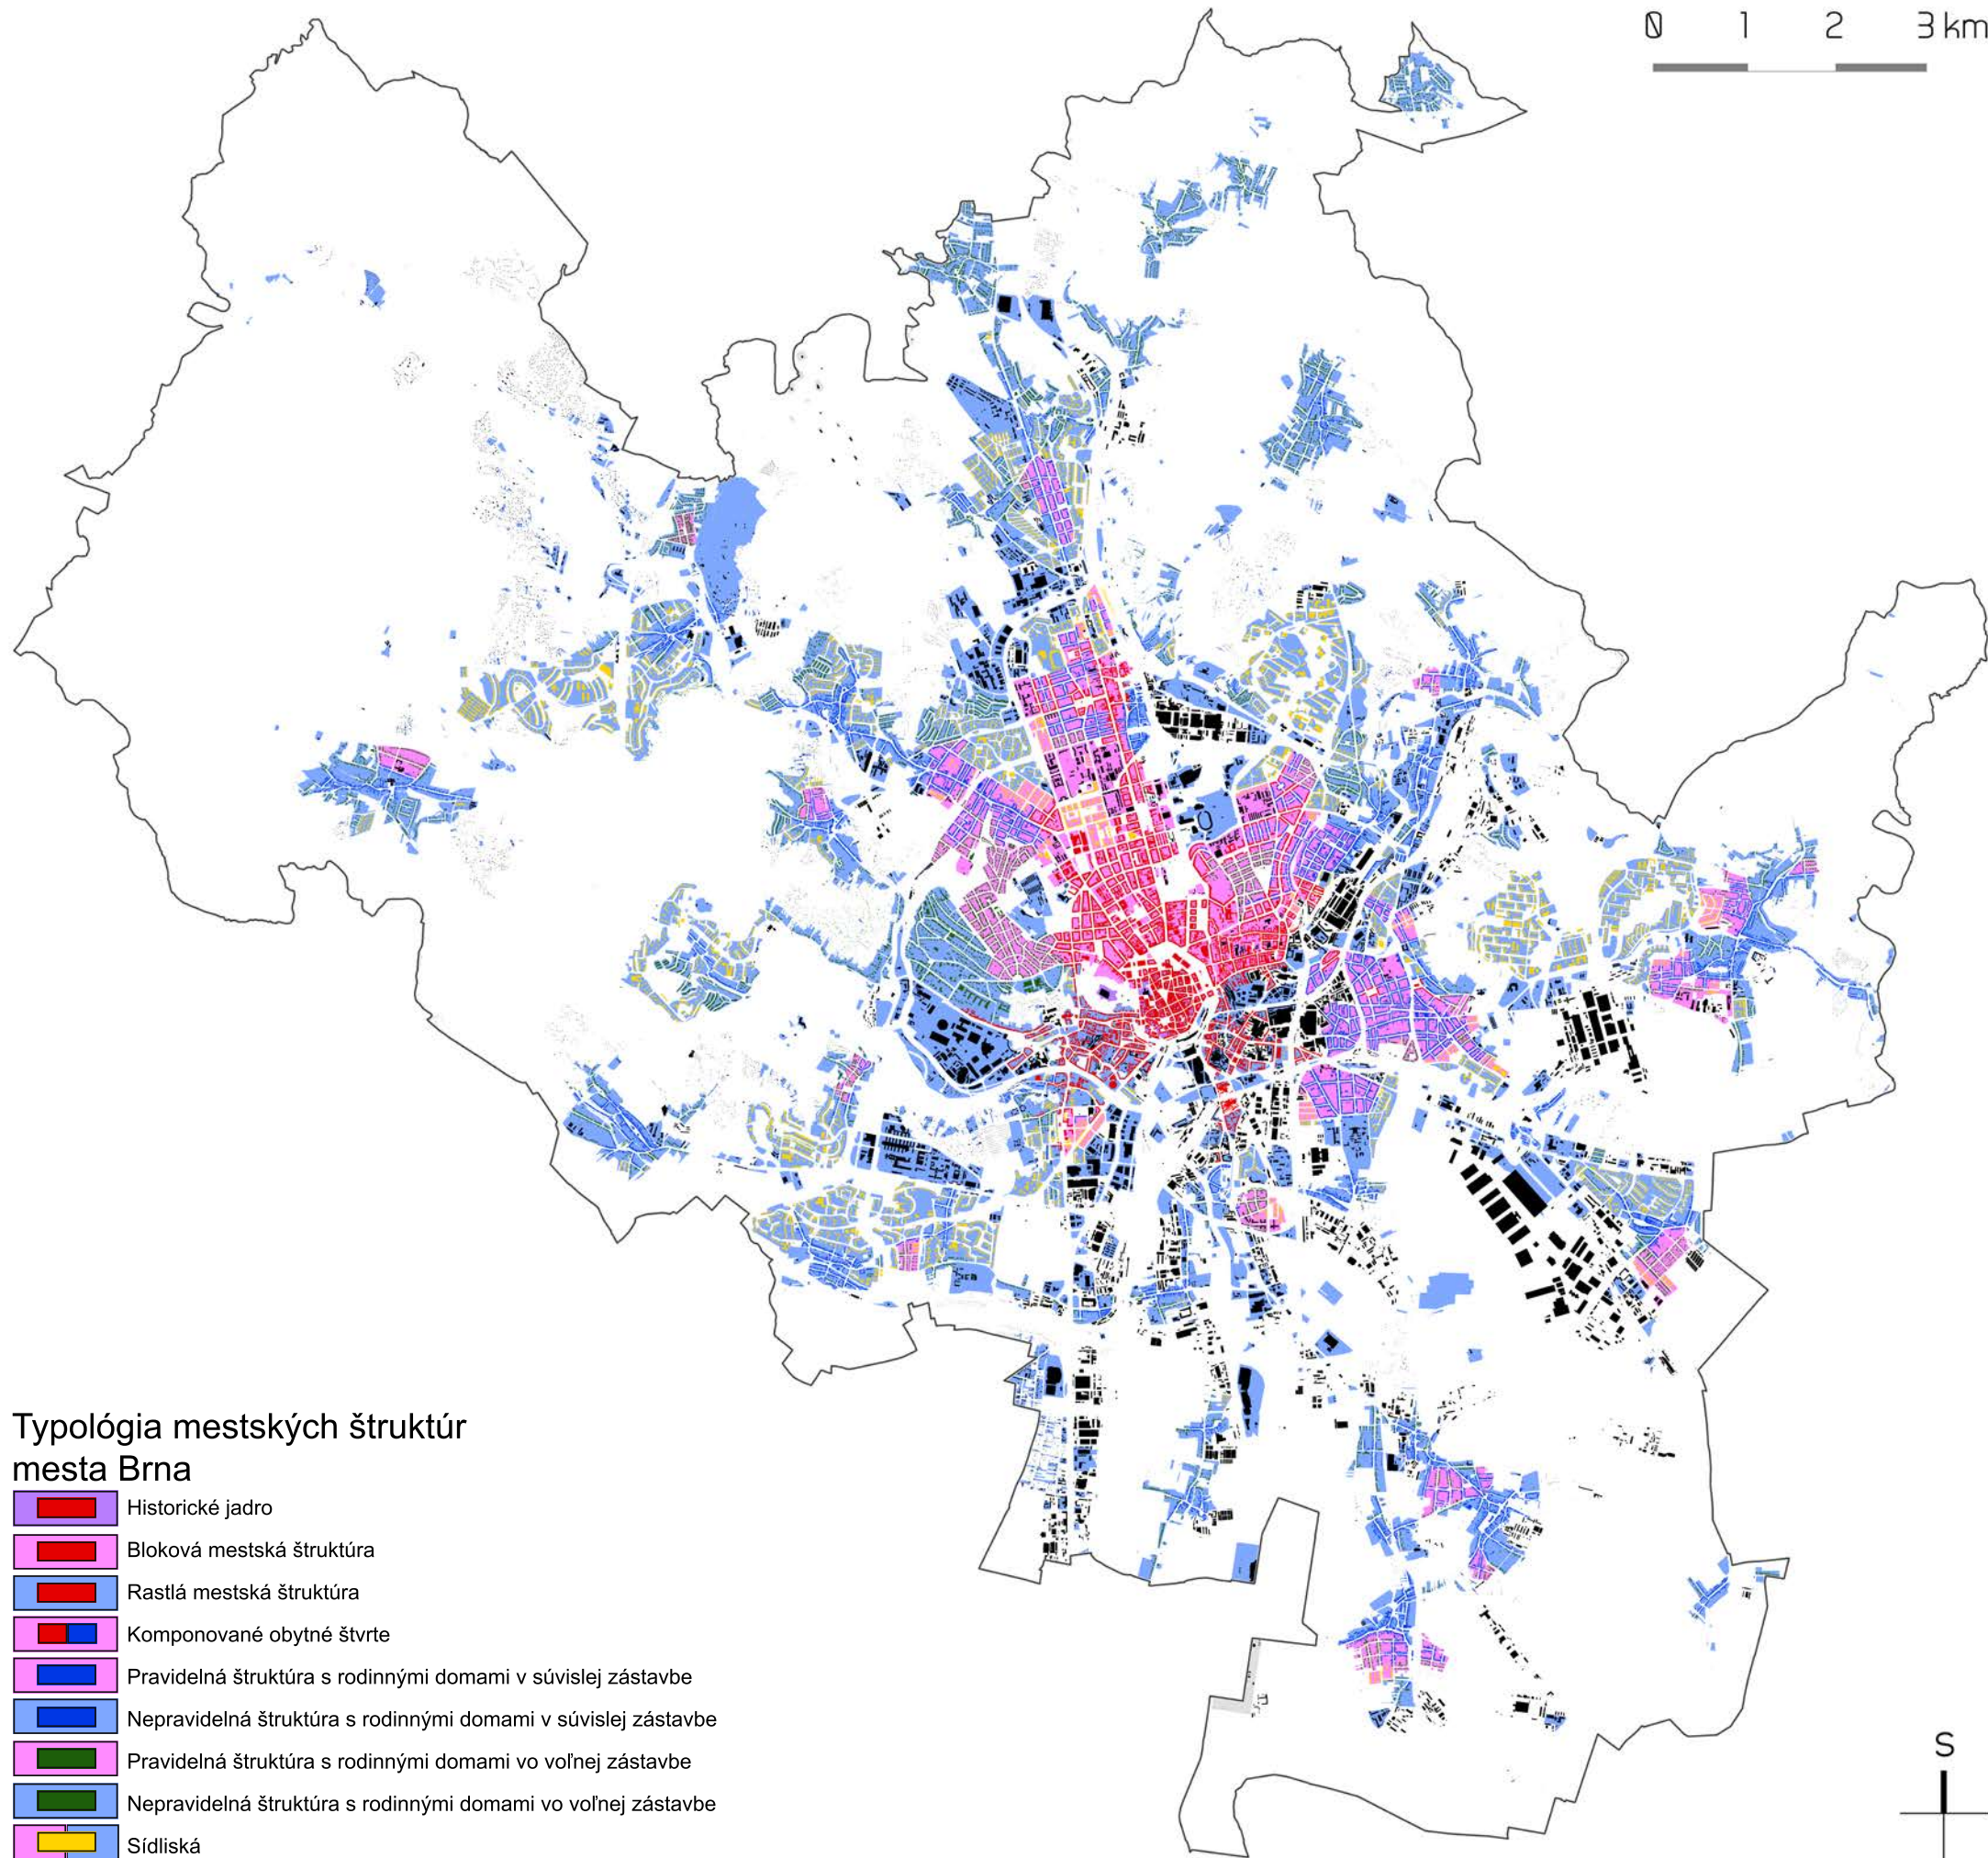 0 1 2 3 km
Typológia mestských štruktúr
mesta Brna
Historické jadro
Bloková mestská štruktúra
Rastlá mestská štruktúra
Komponované obytné štvrte
Pravidelná štruktúra s rodinnými domami v súvislej zástavbe
Nepravidelná štruktúra s rodinnými domami v súvislej zástavbe
Pravidelná štruktúra s rodinnými domami vo voľnej zástavbe
Nepravidelná štruktúra s rodinnými domami vo voľnej zástavbe
Sídliská
S